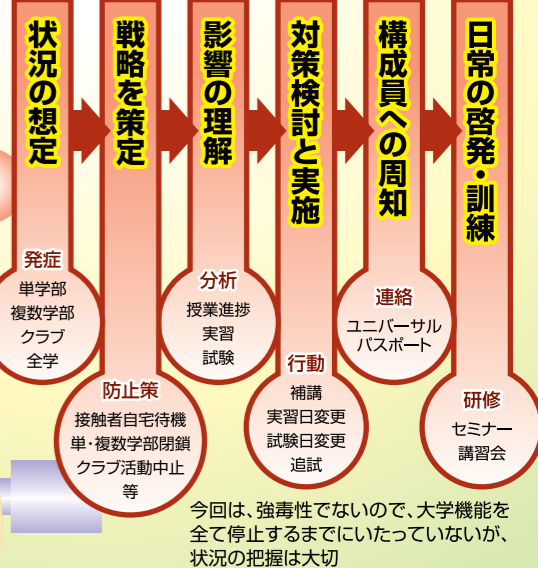 状況の想定
戦略を策定
影響の理解
対策検討と実施
構成員への周知
日常の啓発・訓練
発症
単学部
複数学部
クラブ
全学
防止策
接触者自宅待機
単・複数学部閉鎖
クラブ活動中止
等
分析
授業進捗
実習
試験
行動
補講
実習日変更
試験日変更
追試
連絡
ユニバーサル
パスポート
研修
セミナー
講習会
今回は、強毒性でないので、大学機能を
全て停止するまでにいたっていないが、
状況の把握は大切